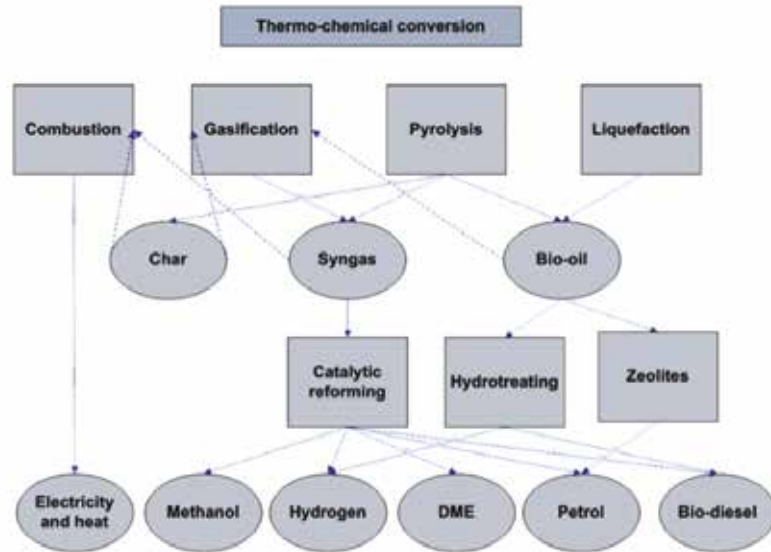 Thermo-chemical conversion
Combustion
Gasification
Pyrolysis
Liquefaction
Char
Syngas
Bio-oil
Catalytic
reforming
Hydrotreating
Zeolites
Electricity
and heat
Methanol
Hydrogen
DME
Petrol
Bio-diesel